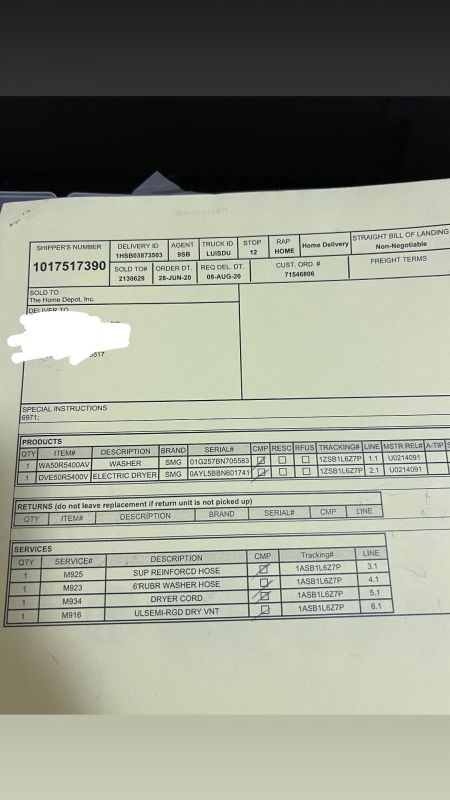 SHIPPER'S NUMBER DELIVERY ID AGENT TRUCK ID STOP RAP Home Delivery STRAIGHT BILL OF LANDING
1HSB03873503 9SB LUISDU 12 HOME Non-Negotiable
1017517390 SOLD TO# ORDER DT. REQ DEL. DT. CUST. ORD. # FREIGHT TERMS
2130629 28-JUN-20 08-AUG-20 71546806
SOLD TO
The Home Depot, Inc.
DELIVER TO
5517
SPECIAL INSTRUCTIONS
6971;
PRODUCTS
QTY ITEM# DESCRIPTION BRAND SERIAL# CMP RESC RFUS TRACKING# LINE MSTR REL# A-TIP S
1 WA50R5400AV WASHER SMG 01G257BN705583 1ZSB1L6Z7P 1.1 U0214091
1 DVE50R5400V ELECTRIC DRYER SMG 0AYL5BBN601741 1ZSB1L6Z7P 2.1 U0214091
RETURNS (do not leave replacement if return unit is not picked up)
QTY ITEM# DESCRIPTION BRAND SERIAL# CMP LINE
SERVICES
QTY SERVICE# DESCRIPTION CMP Tracking# LINE
1 M925 SUP REINFORCD HOSE 1ASB1L6Z7P 3.1
1 M923 6'RUBR WASHER HOSE 1ASB1L6Z7P 4.1
1 M934 DRYER CORD 1ASB1L6Z7P 5.1
1 M916 ULSEMI-RGD DRY VNT 1ASB1L6Z7P 6.1